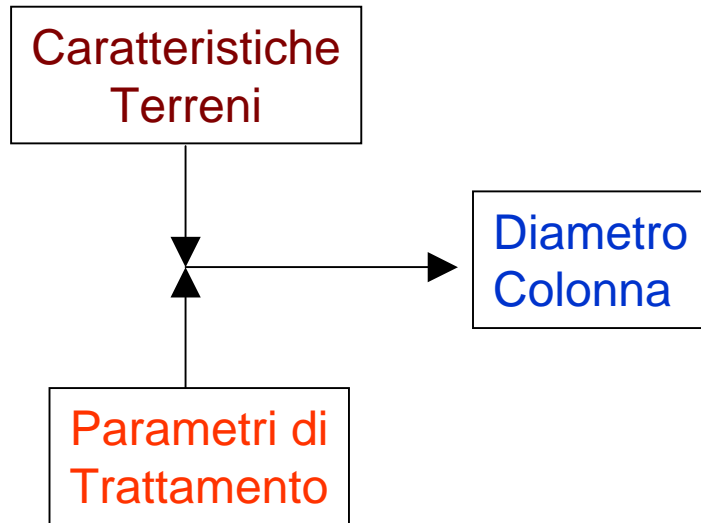 Caratteristiche
Terreni
Diametro
Colonna
Parametri di
Trattamento